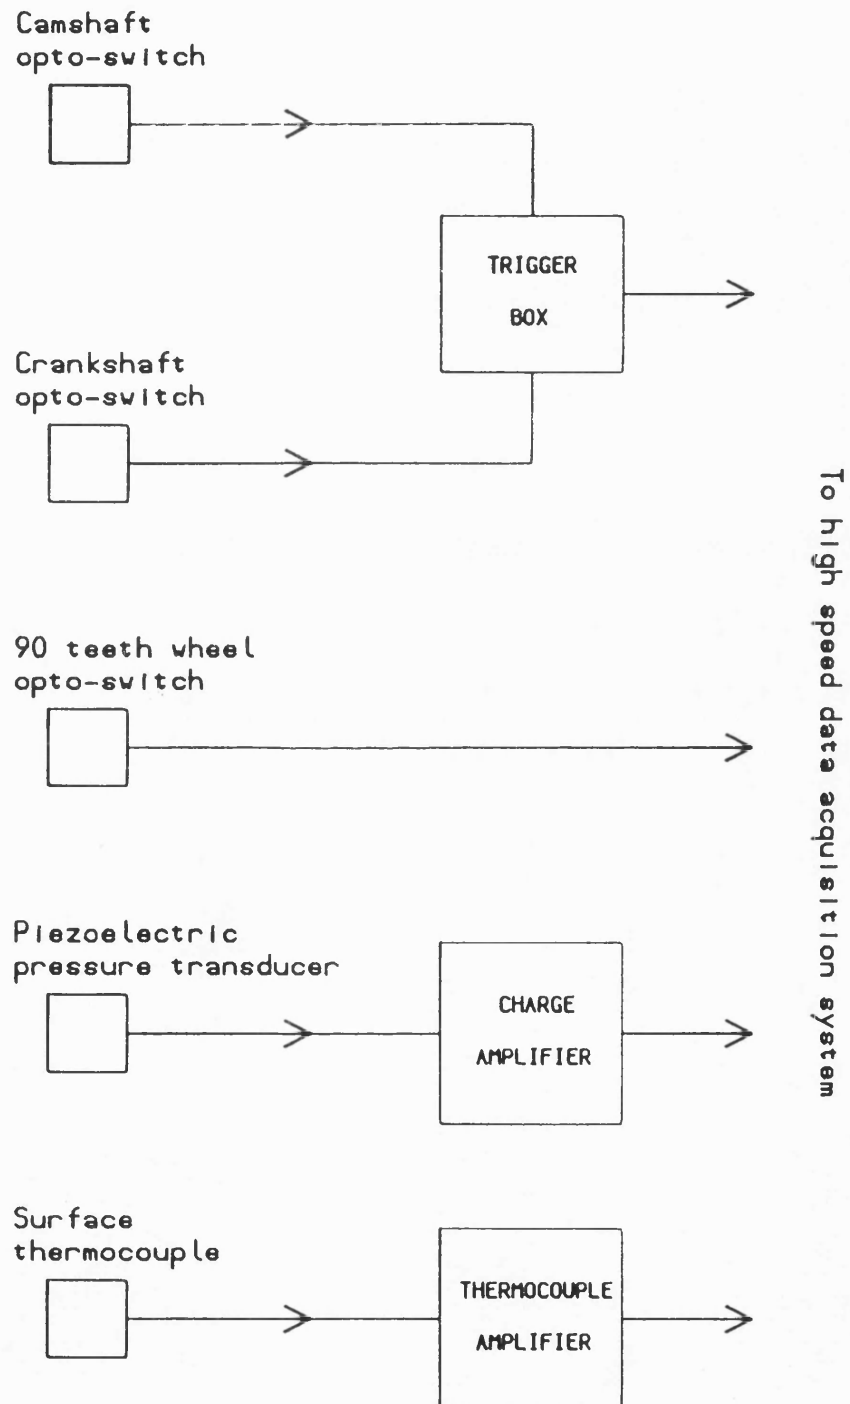 Camshaft
opto-switch
TRIGGER
BOX
Crankshaft
opto-switch
90 teeth wheel
opto-switch
Piezoelectric
pressure transducer
CHARGE
AMPLIFIER
Surface
thermocouple
THERMOCOUPLE
AMPLIFIER
To high speed data acquisition system